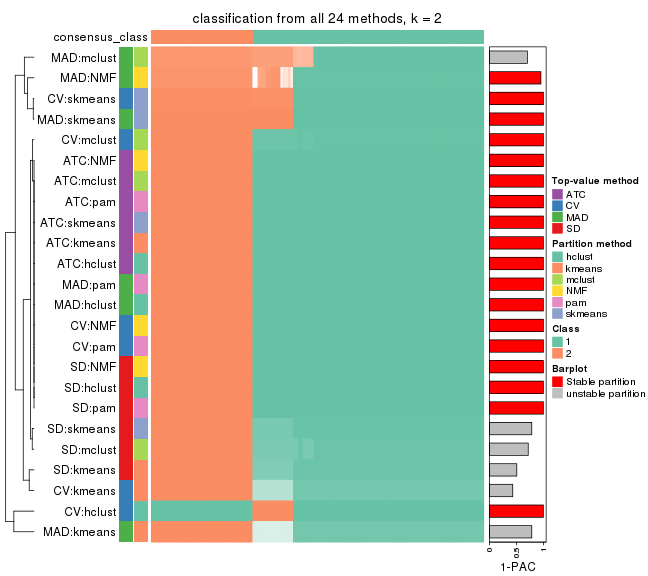 classification from all 24 methods, k = 2
consensus_class
MAD:mclust
MAD:NMF
CV:skmeans
MAD:skmeans
CV:mclust
ATC:NMF
ATC:mclust
ATC:pam
ATC:skmeans
ATC:kmeans
ATC:hclust
MAD:pam
MAD:hclust
CV:NMF
CV:pam
SD:NMF
SD:hclust
SD:pam
SD:skmeans
SD:mclust
SD:kmeans
CV:kmeans
CV:hclust
MAD:kmeans
0
0.5
1
1-PAC
Top-value method
ATC
CV
MAD
SD
Partition method
hclust
kmeans
mclust
NMF
pam
skmeans
Class
1
2
Barplot
Stable partition
unstable partition